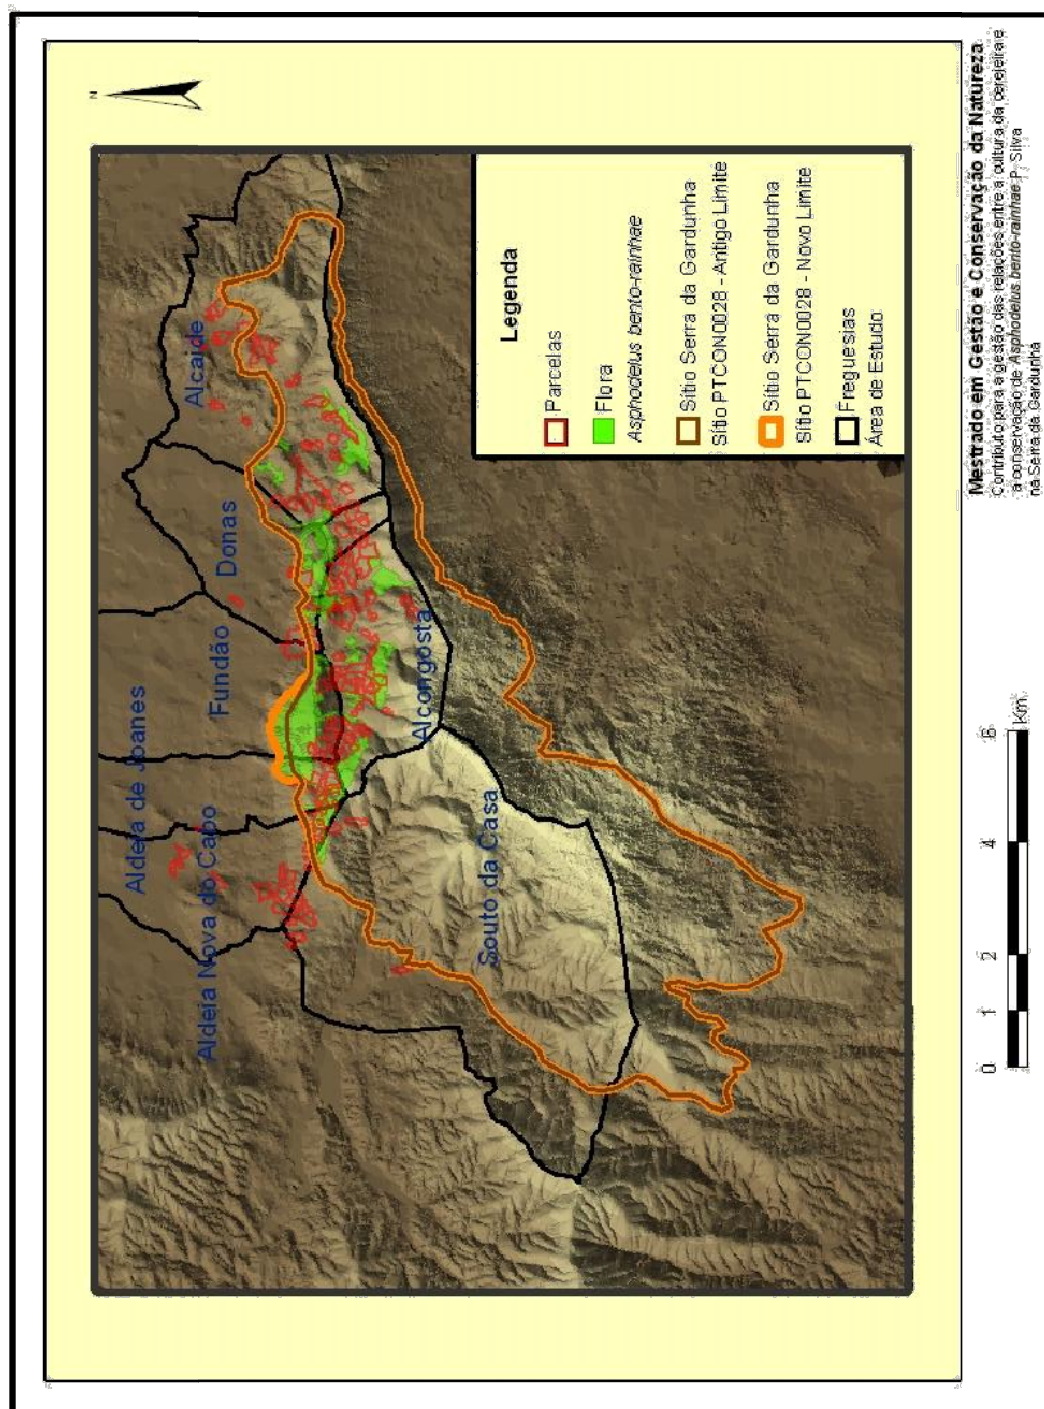 N
Alcaide
Donas
Fundão
Aldeia de Joanes
Aldeia Nova do Cabo
Alcongosta
Souto da Casa
Legenda
Parcelas
Flora
Asphodelus bento-rainhae
Sítio Serra da Gardunha
Sítio PTCON0028 - Antigo Limite
Sítio Serra da Gardunha
Sítio PTCON0028 - Novo Limite
Freguesias
Área de Estudo
0 1 2 4 6
Km
Mestrado em Gestão e Conservação da Natureza
Contributo para a gestão das relações entre a cultura da cerejeira e
a conservação de Asphodelus bento-rainhae P. Silva
na Serra da Gardunha